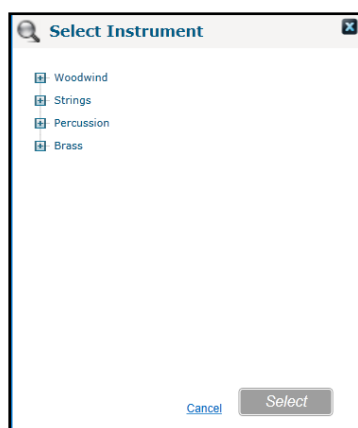 Select Instrument
Woodwind
Strings
Percussion
Brass
Cancel
Select